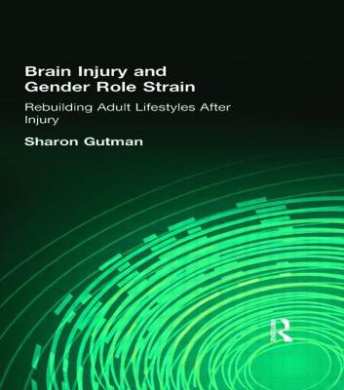 Brain Injury and
Gender Role Strain
Rebuilding Adult Lifestyles After
Injury
Sharon Gutman
R